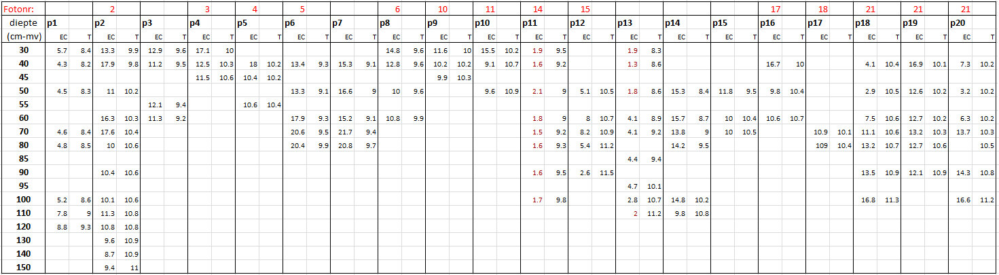 Fotonr: 2 3 4 5 6 10 11 14 15 17 18 21 21 21
diepte p1 p2 p3 p4 p5 p6 p7 p8 p9 p10 p11 p12 p13 p14 p15 p16 p17 p18 p19 p20
(cm-mv) EC T EC T EC T EC T EC T EC T EC T EC T EC T EC T EC T EC T EC T EC T EC T EC T EC T EC T EC T EC T
30 5.7 8.4 13.3 9.9 12.9 9.6 17.1 10 14.8 9.6 11.6 10 15.5 10.2 1.9 9.5 1.9 8.3
40 4.3 8.2 17.9 9.8 11.2 9.5 12.5 10.3 18 10.2 13.4 9.3 15.3 9.1 12.8 9.6 10.2 10.2 9.1 10.7 1.6 9.2 1.3 8.6 16.7 10 4.1 10.4 16.9 10.1 7.3 10.2
45 11.5 10.6 10.4 10.2 9.9 10.3
50 4.5 8.3 11 10.2 13.3 9.1 16.6 9 10 9.6 9.6 10.9 2.1 9 5.1 10.5 1.8 8.6 15.3 8.4 11.8 9.5 9.8 10.4 2.9 10.5 12.6 10.2 3.2 10.2
55 12.1 9.4 10.6 10.4
60 16.3 10.3 11.3 9.2 17.9 9.3 15.2 9.1 10.8 9.9 1.8 9 8 10.7 4.1 8.9 15.7 8.7 10 10.4 10.6 10.7 7.5 10.6 12.7 10.2 6.3 10.2
70 4.6 8.4 17.6 10.4 20.6 9.5 21.7 9.4 1.5 9.2 8.2 10.9 4.1 9.2 13.8 9 10 10.5 10.9 10.1 11.1 10.6 13.2 10.3 13.7 10.3
80 4.8 8.5 10 10.6 20.4 9.9 20.8 9.7 1.6 9.3 5.4 11.2 14.2 9.5 109 10.4 13.2 10.7 12.7 10.6 10.5
85 4.4 9.4
90 10.4 10.6 1.6 9.5 2.6 11.5 13.5 10.9 12.1 10.9 14.3 10.8
95 4.7 10.1
100 5.2 8.6 10.1 10.6 1.7 9.8 2.8 10.7 14.8 10.2 16.8 11.3 16.6 11.2
110 7.8 9 11.3 10.8 2 11.2 9.8 10.8
120 8.8 9.3 10.8 10.8
130 9.6 10.9
140 8.7 10.9
150 9.4 11